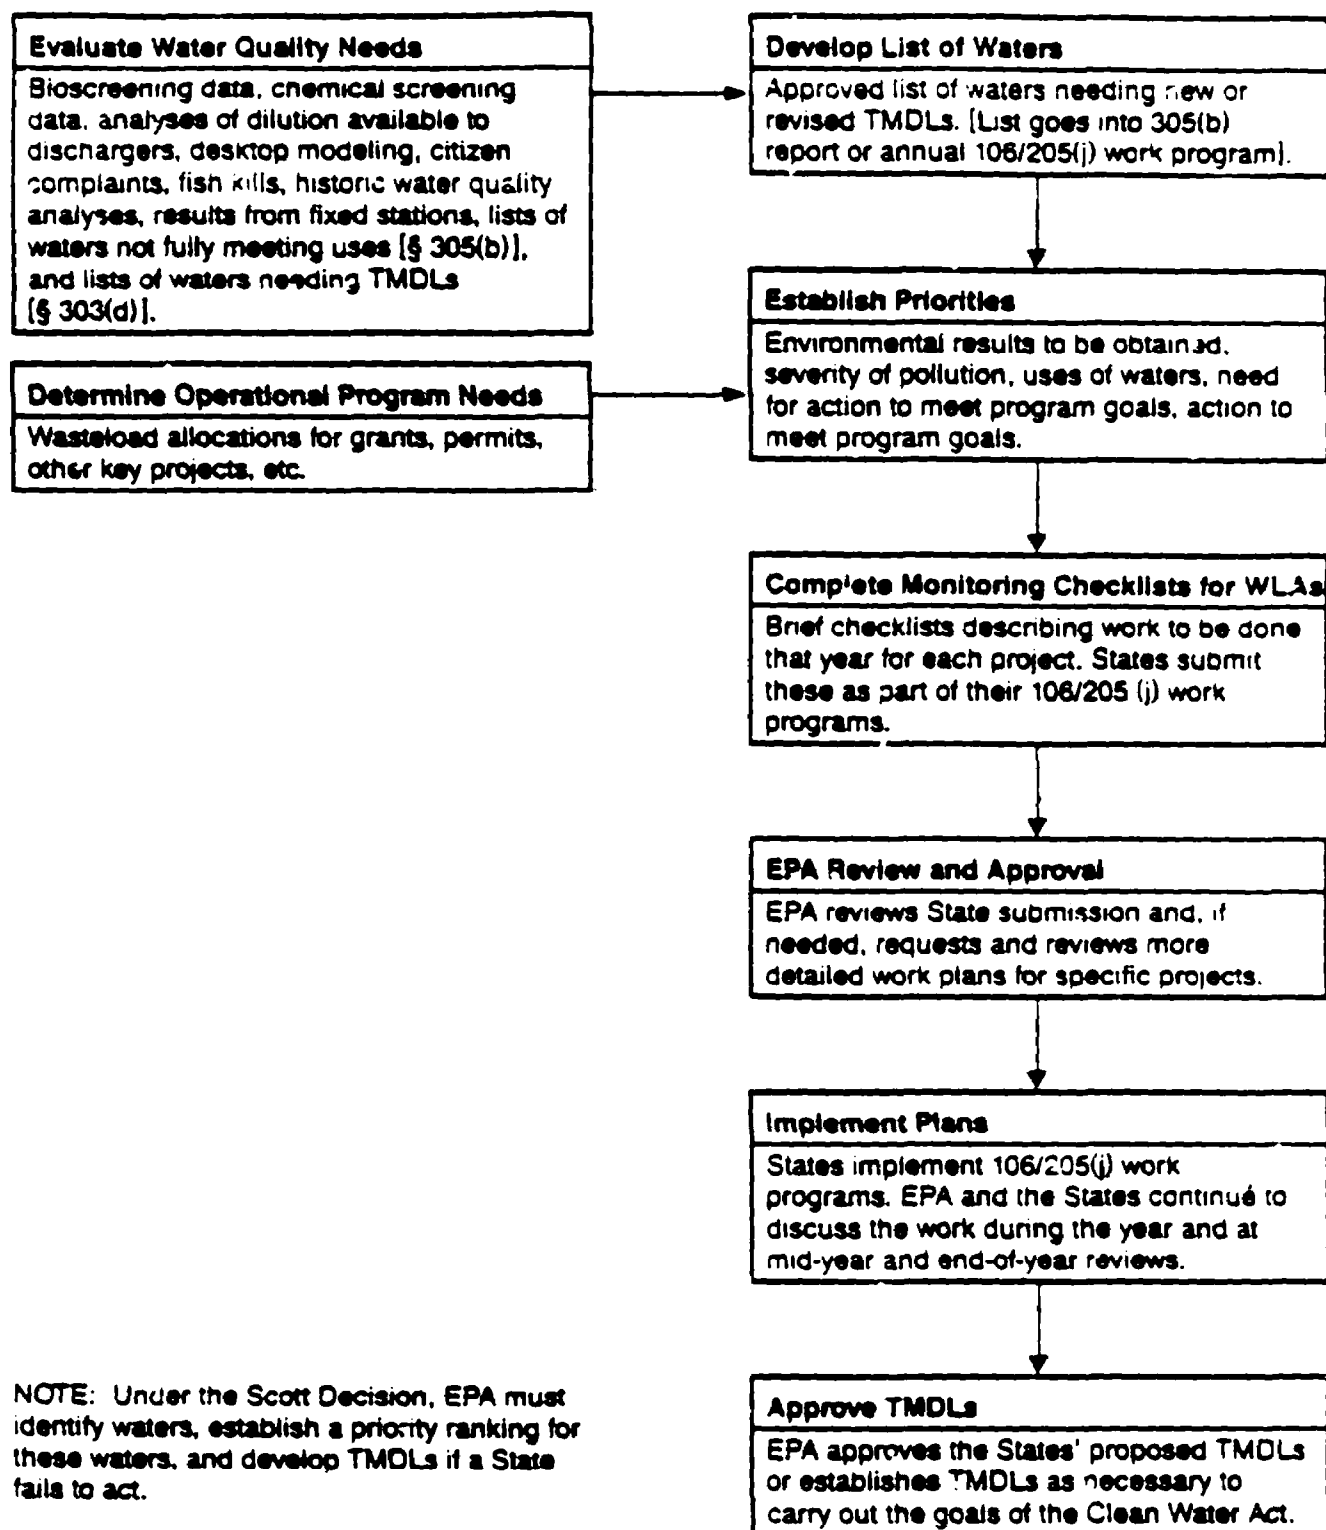 Evaluate Water Quality Needs
Bioscreening data, chemical screening
data, analyses of dilution available to
dischargers, desktop modeling, citizen
complaints, fish kills, historic water quality
analyses, results from fixed stations, lists of
waters not fully meeting uses [§ 305(b)],
and lists of waters needing TMDLs
[§ 303(d)].
Determine Operational Program Needs
Wasteload allocations for grants, permits,
other key projects, etc.
Develop List of Waters
Approved list of waters needing new or
revised TMDLs. [List goes into 305(b)
report or annual 106/205(j) work program].
Establish Priorities
Environmental results to be obtained,
severity of pollution, uses of waters, need
for action to meet program goals, action to
meet program goals.
Complete Monitoring Checklists for WLAs
Brief checklists describing work to be done
that year for each project. States submit
these as part of their 106/205 (j) work
programs.
EPA Review and Approval
EPA reviews State submission and, if
needed, requests and reviews more
detailed work plans for specific projects.
Implement Plans
States implement 106/205(j) work
programs. EPA and the States continue to
discuss the work during the year and at
mid-year and end-of-year reviews.
Approve TMDLs
EPA approves the States' proposed TMDLs
or establishes TMDLs as necessary to
carry out the goals of the Clean Water Act.
NOTE: Under the Scott Decision, EPA must
identify waters, establish a priority ranking for
these waters, and develop TMDLs if a State
fails to act.